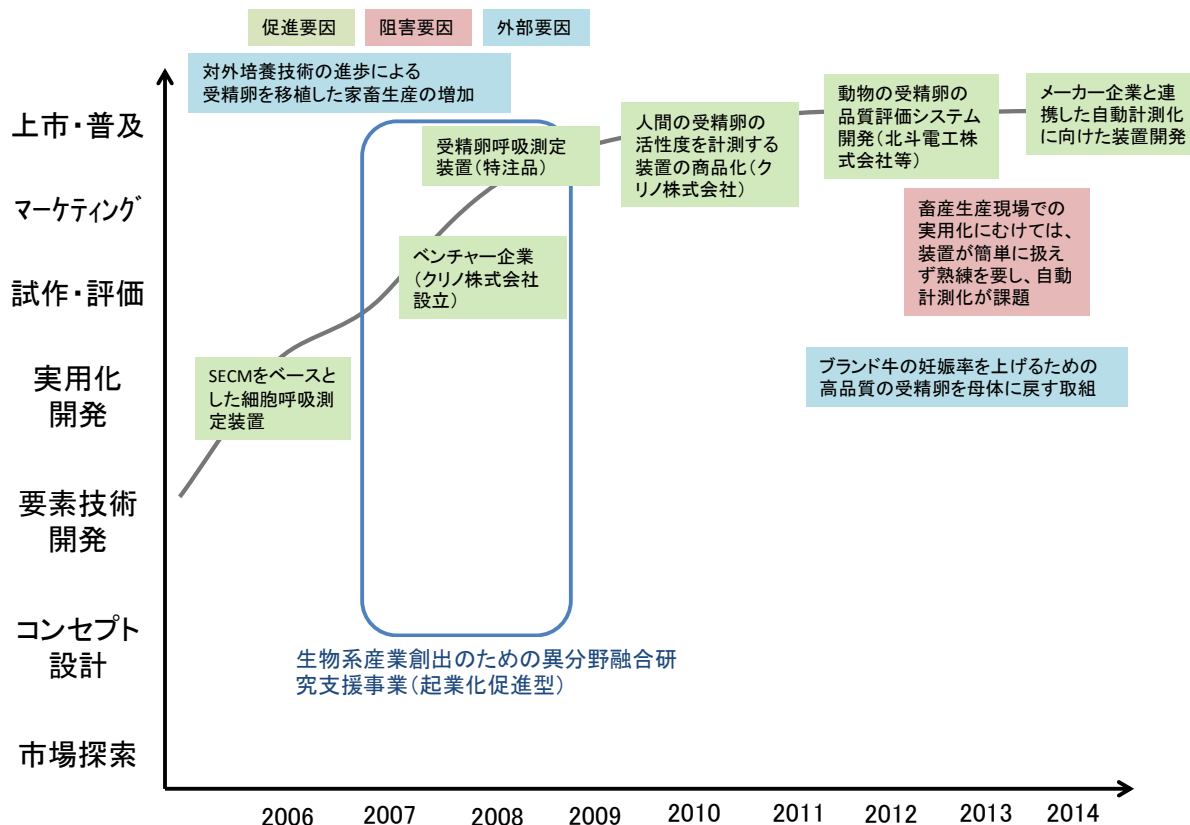 促進要因
阻害要因
外部要因
対外培養技術の進歩による
受精卵を移植した家畜生産の増加
上市・普及
マーケティング
試作・評価
実用化
開発
要素技術
開発
コンセプト
設計
市場探索
SECMをベースと
した細胞呼吸測
定装置
受精卵呼吸測定
装置(特注品)
ベンチャー企業
(クリノ株式会社
設立)
人間の受精卵の
活性度を計測する
装置の商品化(ク
リノ株式会社)
動物の受精卵の
品質評価システム
開発(北斗電工株
式会社等)
メーカー企業と連
携した自動計測化
に向けた装置開発
畜産生産現場での
実用化にむけては、
装置が簡単に扱え
ず熟練を要し、自動
計測化が課題
ブランド牛の妊娠率を上げるための
高品質の受精卵を母体に戻す取組
生物系産業創出のための異分野融合研
究支援事業(起業化促進型)
2006 2007 2008 2009 2010 2011 2012 2013 2014